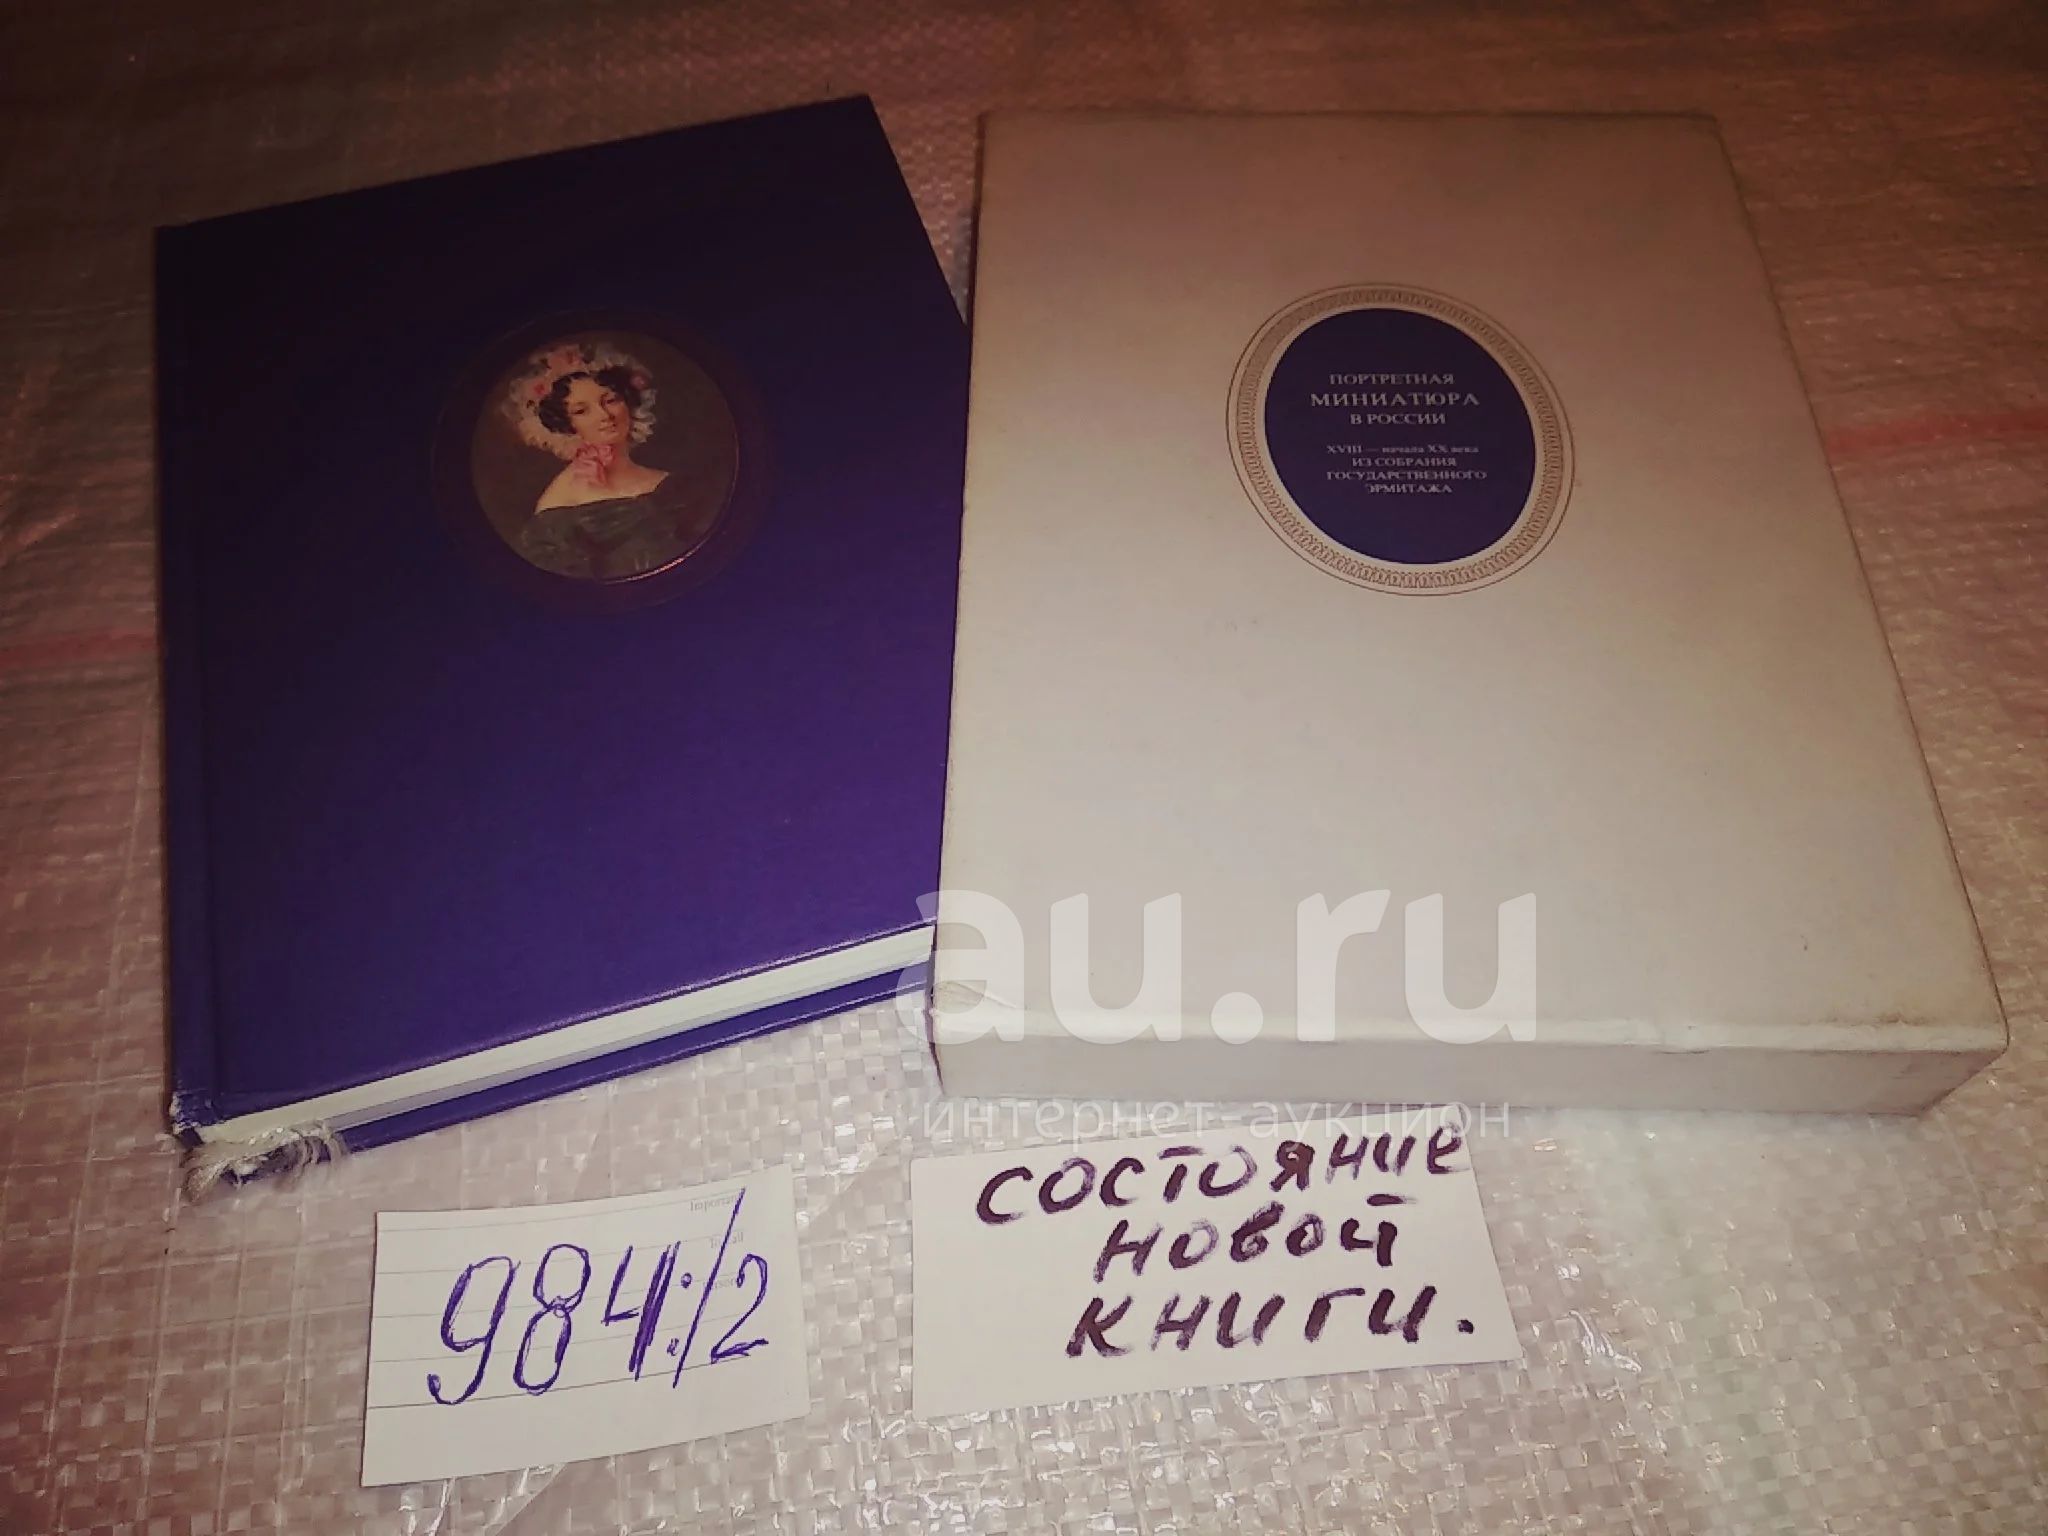 ПОРТРЕТНАЯ
МИНИАТЮРА
В РОССИИ
XVIII — начала XX века
ИЗ СОБРАНИЯ
ГОСУДАРСТВЕННОГО
ЭРМИТАЖА
au.ru
интернет-аукцион
СОСТОЯНИЕ
НОВОЙ
КНИГИ.
984:/2